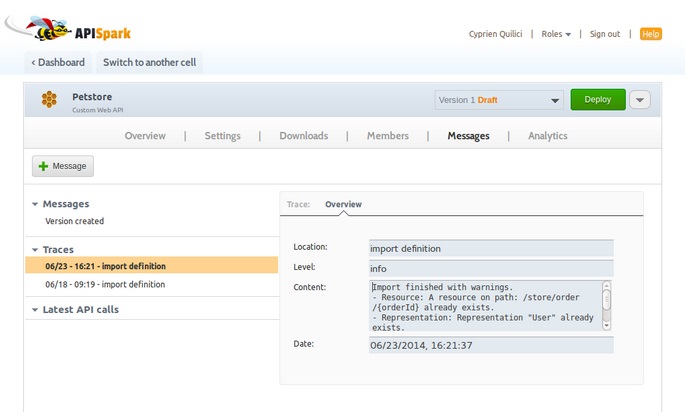 APISpark
Cyprien Quilici | Roles | Sign out | Help
‹ Dashboard Switch to another cell
Petstore
Custom Web API
Version 1 Draft
Deploy
Overview | Settings | Downloads | Members | Messages | Analytics
Message
Messages
Version created
Traces
06/23 - 16:21 - import definition
06/18 - 09:19 - import definition
Latest API calls
Trace: Overview
Location: import definition
Level: info
Content: Import finished with warnings.
- Resource: A resource on path: /store/order
/{orderId} already exists.
- Representation: Representation "User" already
exists.
Date: 06/23/2014, 16:21:37